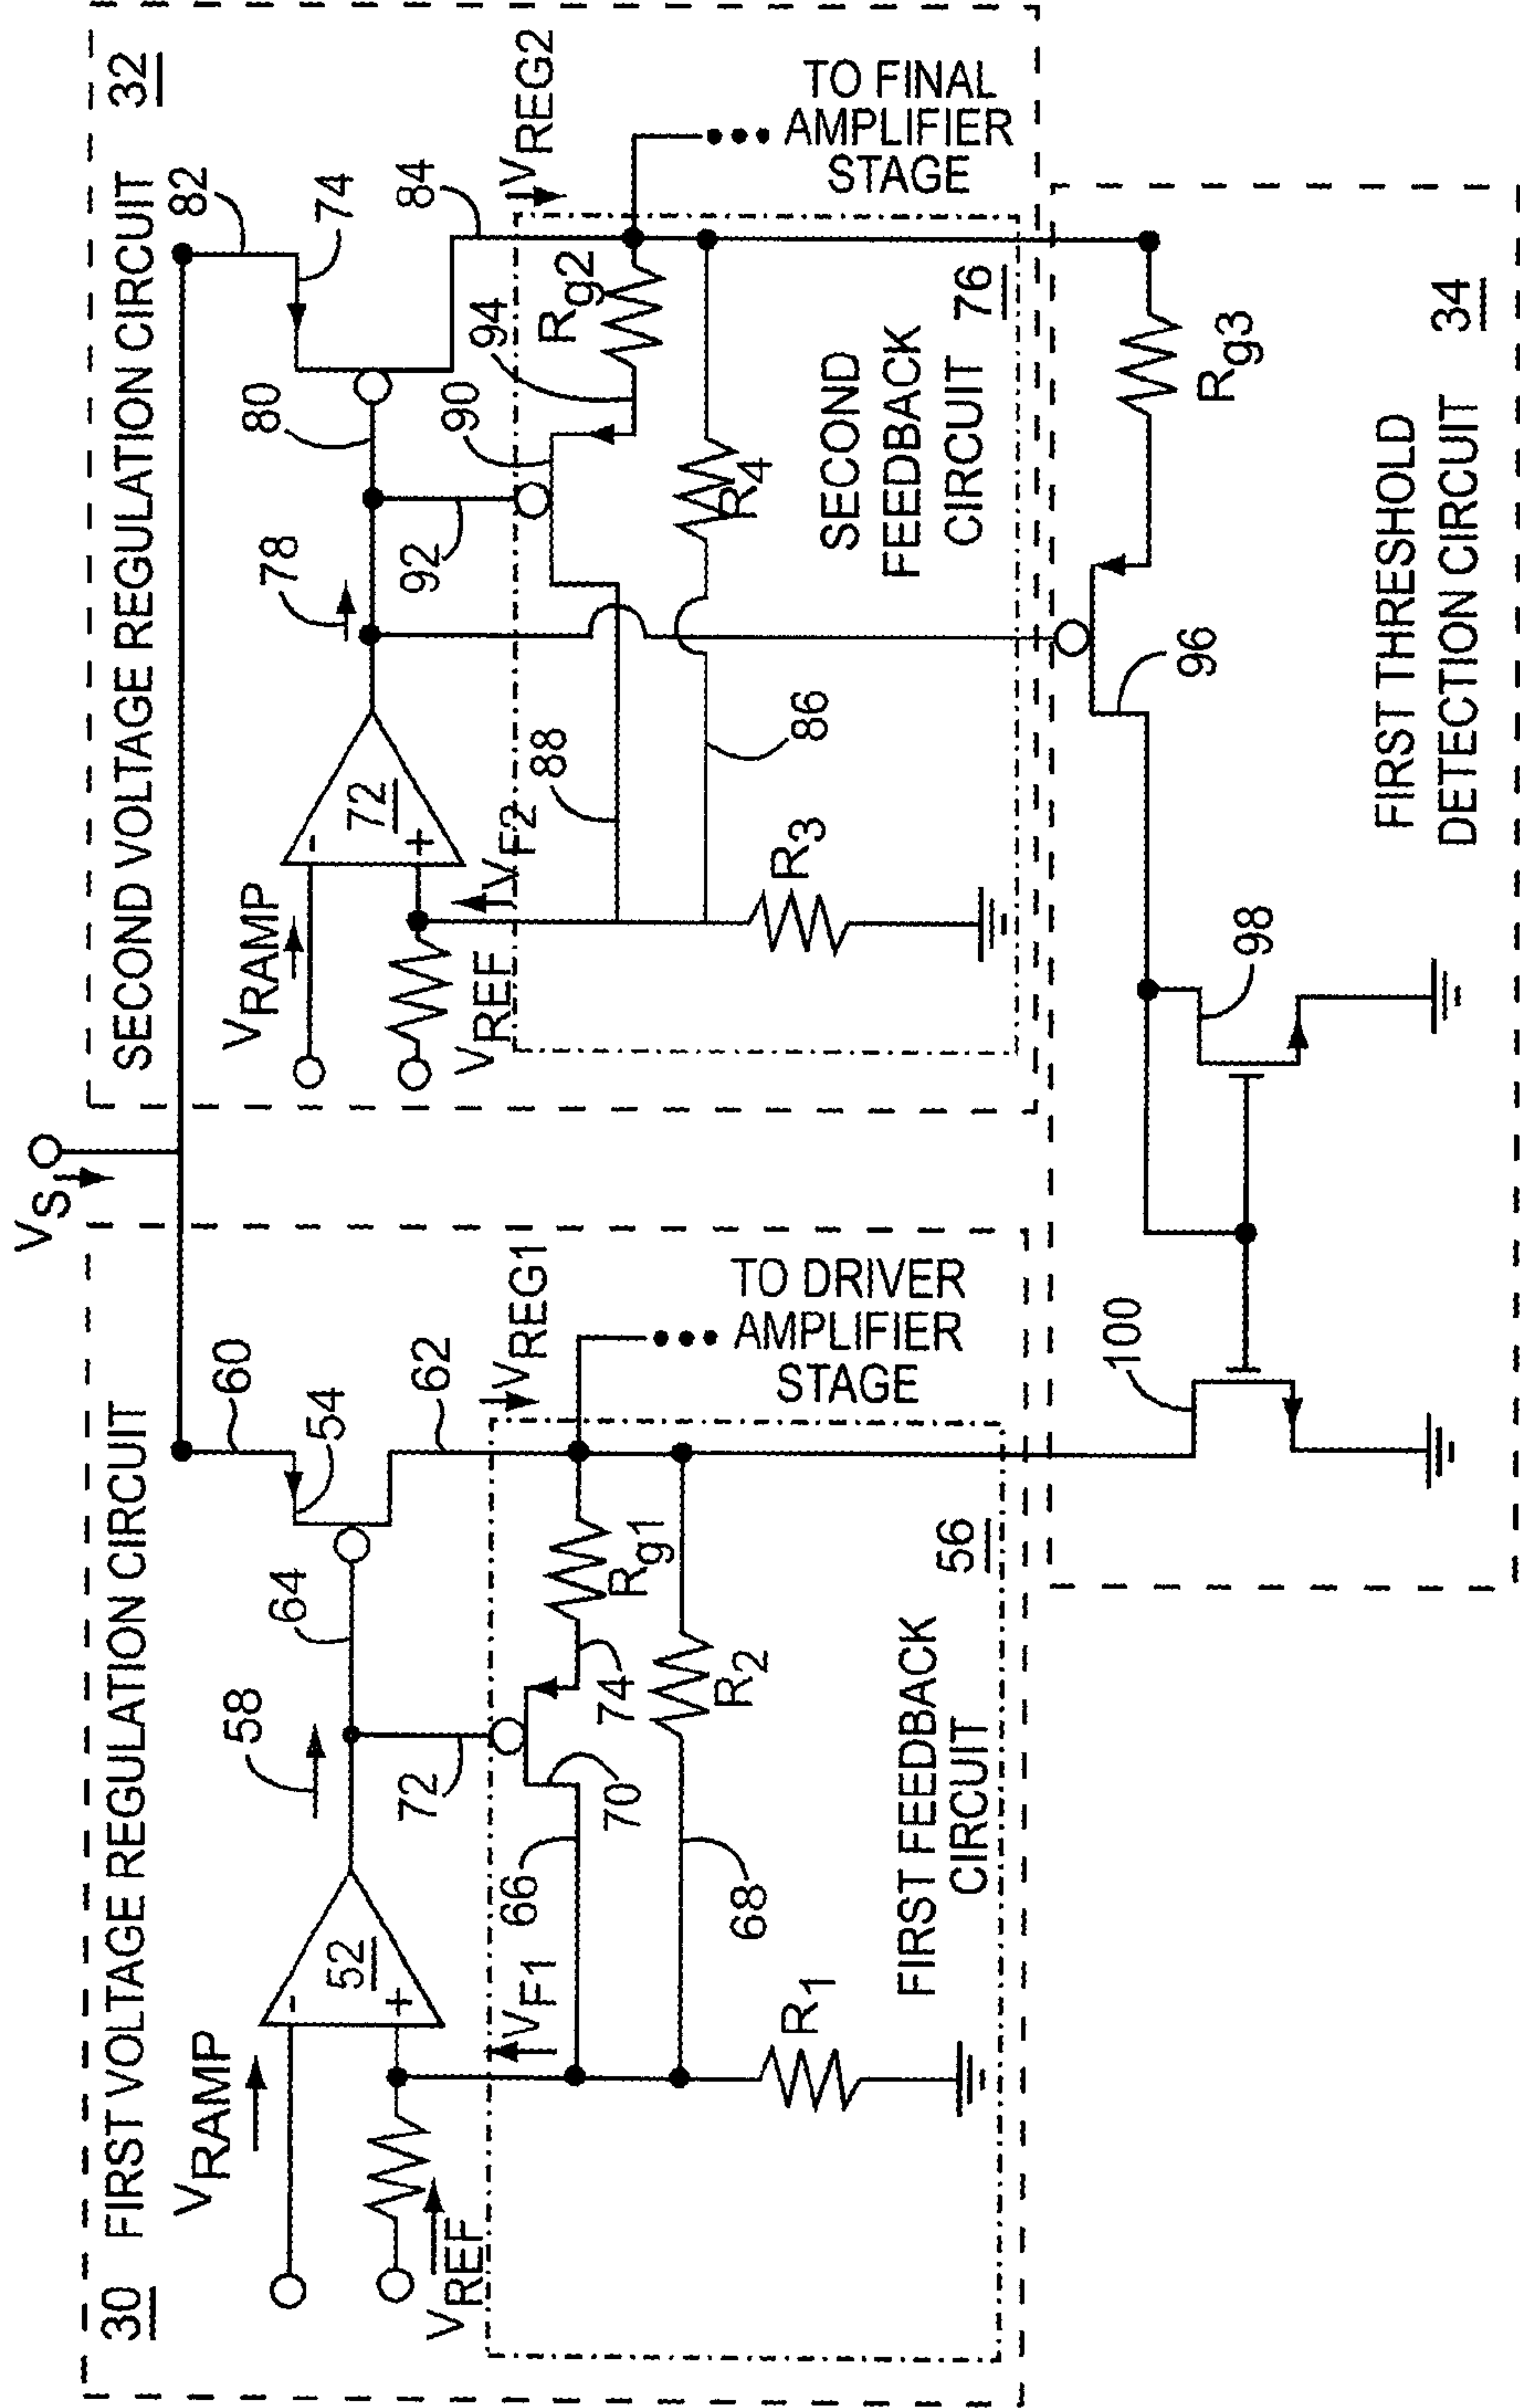 30 FIRST VOLTAGE REGULATION CIRCUIT
VRAMP
VREF
52
58
64
60
54
62
72
VREG1
VF1
66
70
74
Rg1
68
R2
R1
TO DRIVER
AMPLIFIER
STAGE
FIRST FEEDBACK
CIRCUIT
56
VS
SECOND VOLTAGE REGULATION CIRCUIT 32
VRAMP
VREF
72
78
80
82
74
84
92
90
94
VREG2
VF2
88
86
Rg2
R4
R3
TO FINAL
AMPLIFIER
STAGE
SECOND
FEEDBACK
CIRCUIT
76
100
98
96
Rg3
FIRST THRESHOLD
DETECTION CIRCUIT
34